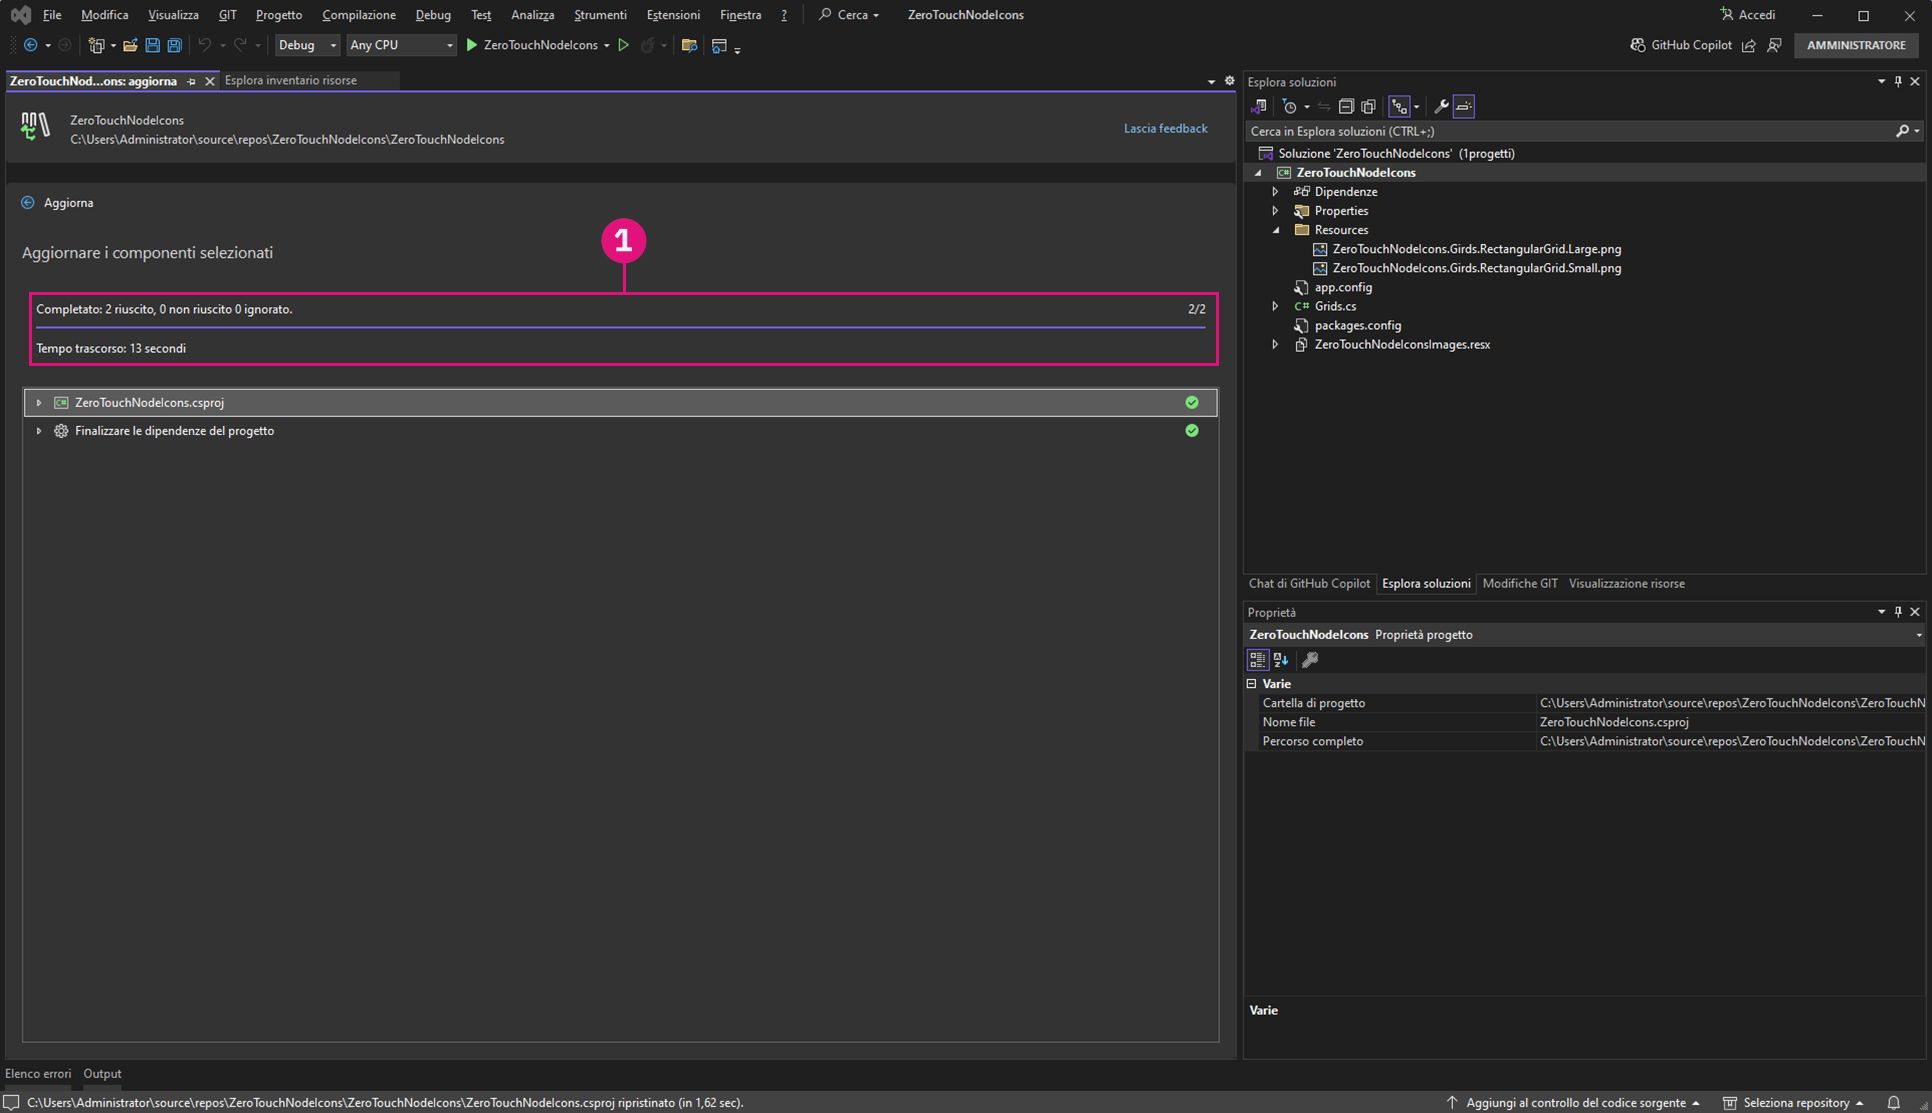 File Modifica Visualizza GIT Progetto Compilazione Debug Test Analizza Strumenti Estensioni Finestra ? Cerca ZeroTouchNodeIcons Accedi
Debug Any CPU ZeroTouchNodeIcons GitHub Copilot AMMINISTRATORE
ZeroTouchNod...ons: aggiorna Esplora inventario risorse
ZeroTouchNodeIcons
C:\Users\Administrator\source\repos\ZeroTouchNodeIcons\ZeroTouchNodeIcons
Lascia feedback
Aggiorna
Aggiornare i componenti selezionati
1
Completato: 2 riuscito, 0 non riuscito 0 ignorato. 2/2
Tempo trascorso: 13 secondi
C# ZeroTouchNodeIcons.csproj
Finalizzare le dipendenze del progetto
Esplora soluzioni
Cerca in Esplora soluzioni (CTRL+;)
Soluzione 'ZeroTouchNodeIcons' (1progetti)
C# ZeroTouchNodeIcons
Dipendenze
Properties
Resources
ZeroTouchNodeIcons.Girds.RectangularGrid.Large.png
ZeroTouchNodeIcons.Girds.RectangularGrid.Small.png
app.config
C# Grids.cs
packages.config
ZeroTouchNodeIconsImages.resx
Chat di GitHub Copilot Esplora soluzioni Modifiche GIT Visualizzazione risorse
Proprietà
ZeroTouchNodeIcons Proprietà progetto
Varie
Cartella di progetto C:\Users\Administrator\source\repos\ZeroTouchNodeIcons\ZeroTouchN
Nome file ZeroTouchNodeIcons.csproj
Percorso completo C:\Users\Administrator\source\repos\ZeroTouchNodeIcons\ZeroTouchN
Varie
Elenco errori Output
C:\Users\Administrator\source\repos\ZeroTouchNodeIcons\ZeroTouchNodeIcons\ZeroTouchNodeIcons.csproj ripristinato (in 1,62 sec). Aggiungi al controllo del codice sorgente Seleziona repository